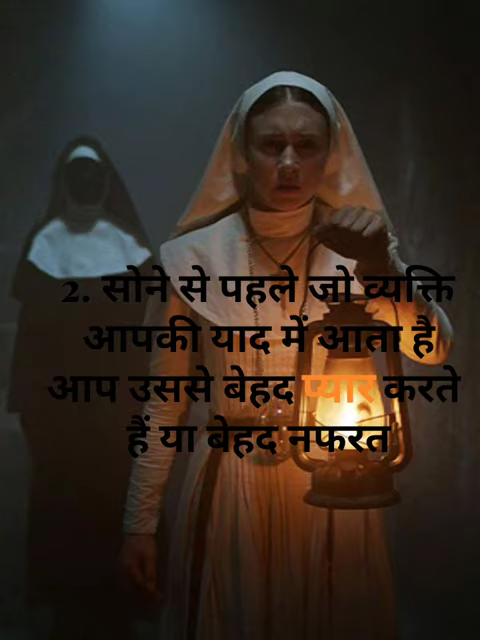 2. सोने से पहले जो व्यक्ति
आपकी याद में आता है
आप उससे बेहद प्यार करते
हैं या बेहद नफरत